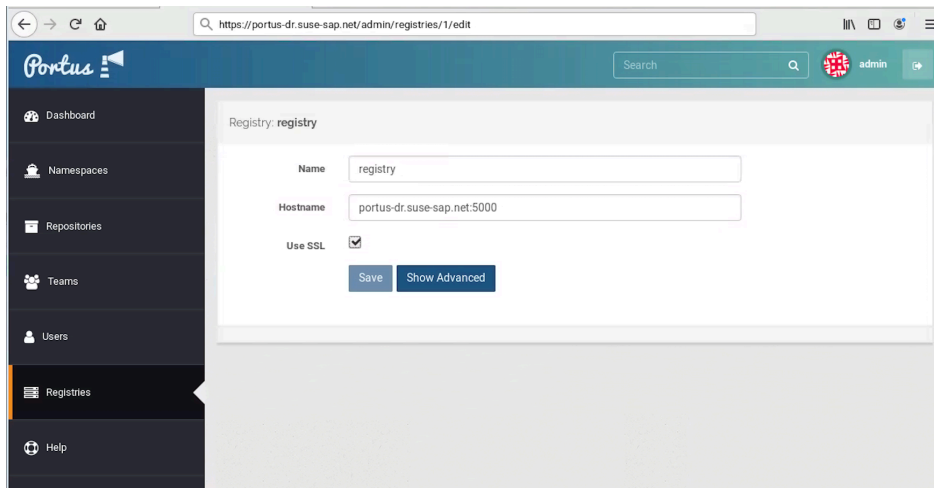 https://portus-dr.suse-sap.net/admin/registries/1/edit
Portus
Search
admin
Dashboard
Namespaces
Repositories
Teams
Users
Registries
Help
Registry: registry
Name
registry
Hostname
portus-dr.suse-sap.net:5000
Use SSL
Save
Show Advanced